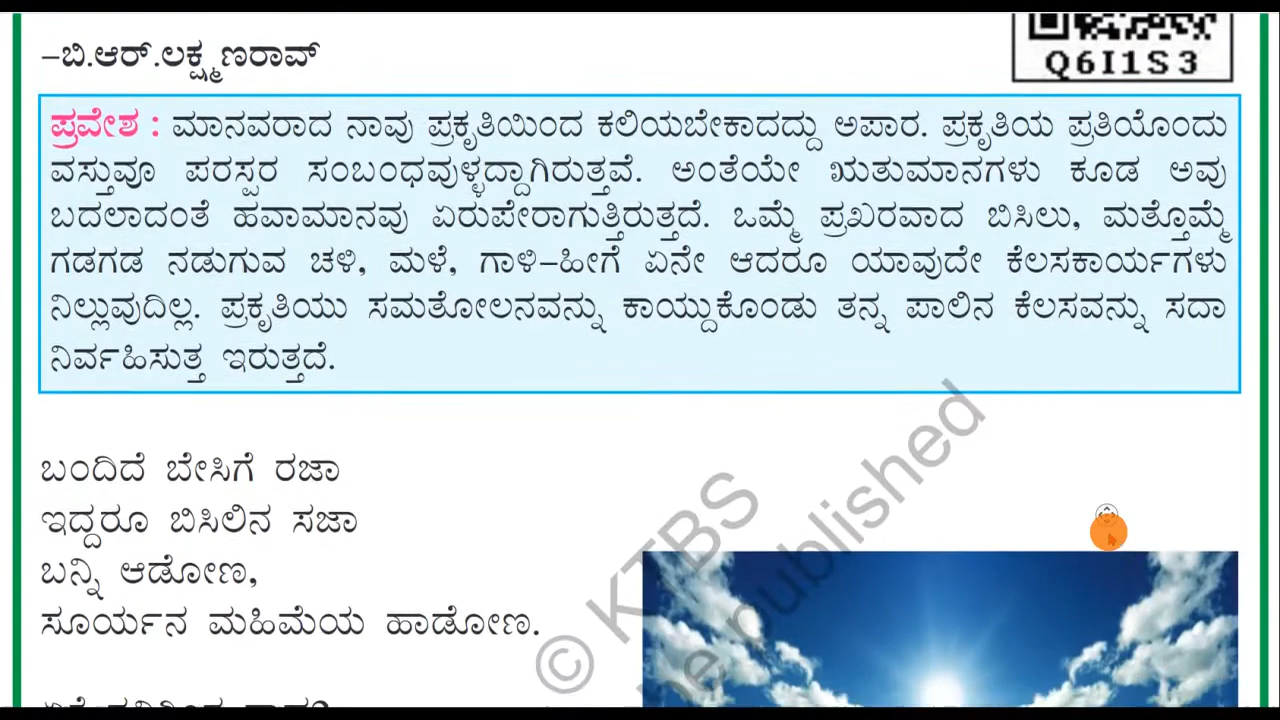 –ಬಿ.ಆರ್.ಲಕ್ಷ್ಮಣರಾವ್
Q6I1S3
ಪ್ರವೇಶ : ಮಾನವರಾದ ನಾವು ಪ್ರಕೃತಿಯಿಂದ ಕಲಿಯಬೇಕಾದದ್ದು ಅಪಾರ. ಪ್ರಕೃತಿಯ ಪ್ರತಿಯೊಂದು
ವಸ್ತುವೂ ಪರಸ್ಪರ ಸಂಬಂಧವುಳ್ಳದ್ದಾಗಿರುತ್ತವೆ. ಅಂತೆಯೇ ಋತುಮಾನಗಳು ಕೂಡ ಅವು
ಬದಲಾದಂತೆ ಹವಾಮಾನವು ಏರುಪೇರಾಗುತ್ತಿರುತ್ತದೆ. ಒಮ್ಮೆ ಪ್ರಖರವಾದ ಬಿಸಿಲು, ಮತ್ತೊಮ್ಮೆ
ಗಡಗಡ ನಡುಗುವ ಚಳಿ, ಮಳೆ, ಗಾಳಿ–ಹೀಗೆ ಏನೇ ಆದರೂ ಯಾವುದೇ ಕೆಲಸಕಾರ್ಯಗಳು
ನಿಲ್ಲುವುದಿಲ್ಲ. ಪ್ರಕೃತಿಯು ಸಮತೋಲನವನ್ನು ಕಾಯ್ದುಕೊಂಡು ತನ್ನ ಪಾಲಿನ ಕೆಲಸವನ್ನು ಸದಾ
ನಿರ್ವಹಿಸುತ್ತ ಇರುತ್ತದೆ.
ಬಂದಿದೆ ಬೇಸಿಗೆ ರಜಾ
ಇದ್ದರೂ ಬಿಸಿಲಿನ ಸಜಾ
ಬನ್ನಿ ಆಡೋಣ,
ಸೂರ್ಯನ ಮಹಿಮೆಯ ಹಾಡೋಣ.
© KTBS
be published